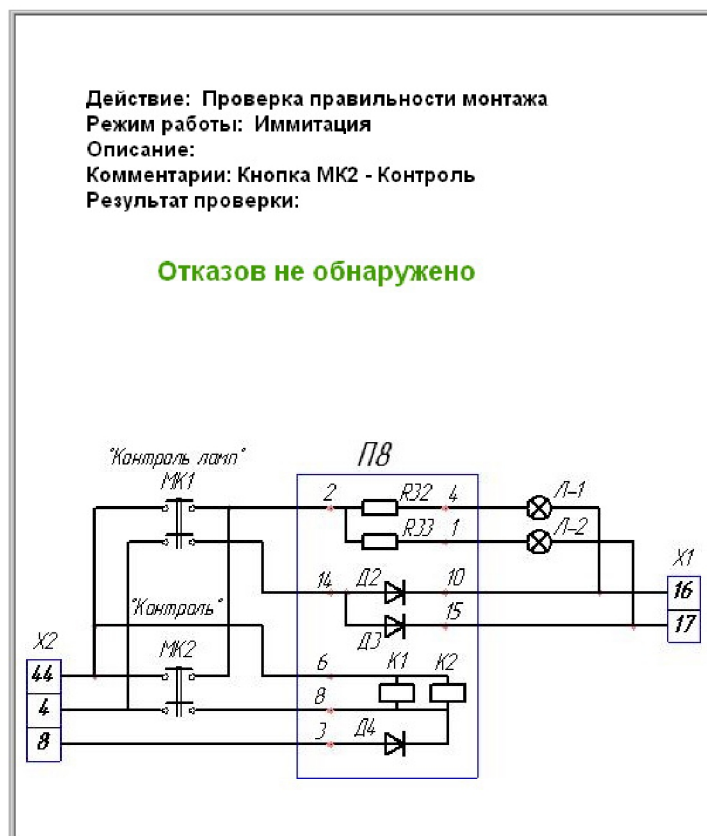 Действие: Проверка правильности монтажа
Режим работы: Иммитация
Описание:
Комментарии: Кнопка МК2 - Контроль
Результат проверки:
Отказов не обнаружено
"Контроль ламп"
П8
МК1
2
R32
4
Л-1
R33
1
Л-2
X1
14
Д2
10
16
"Контроль"
Д3
15
17
X2
МК2
6
К1
К2
44
8
4
3
Д4
8